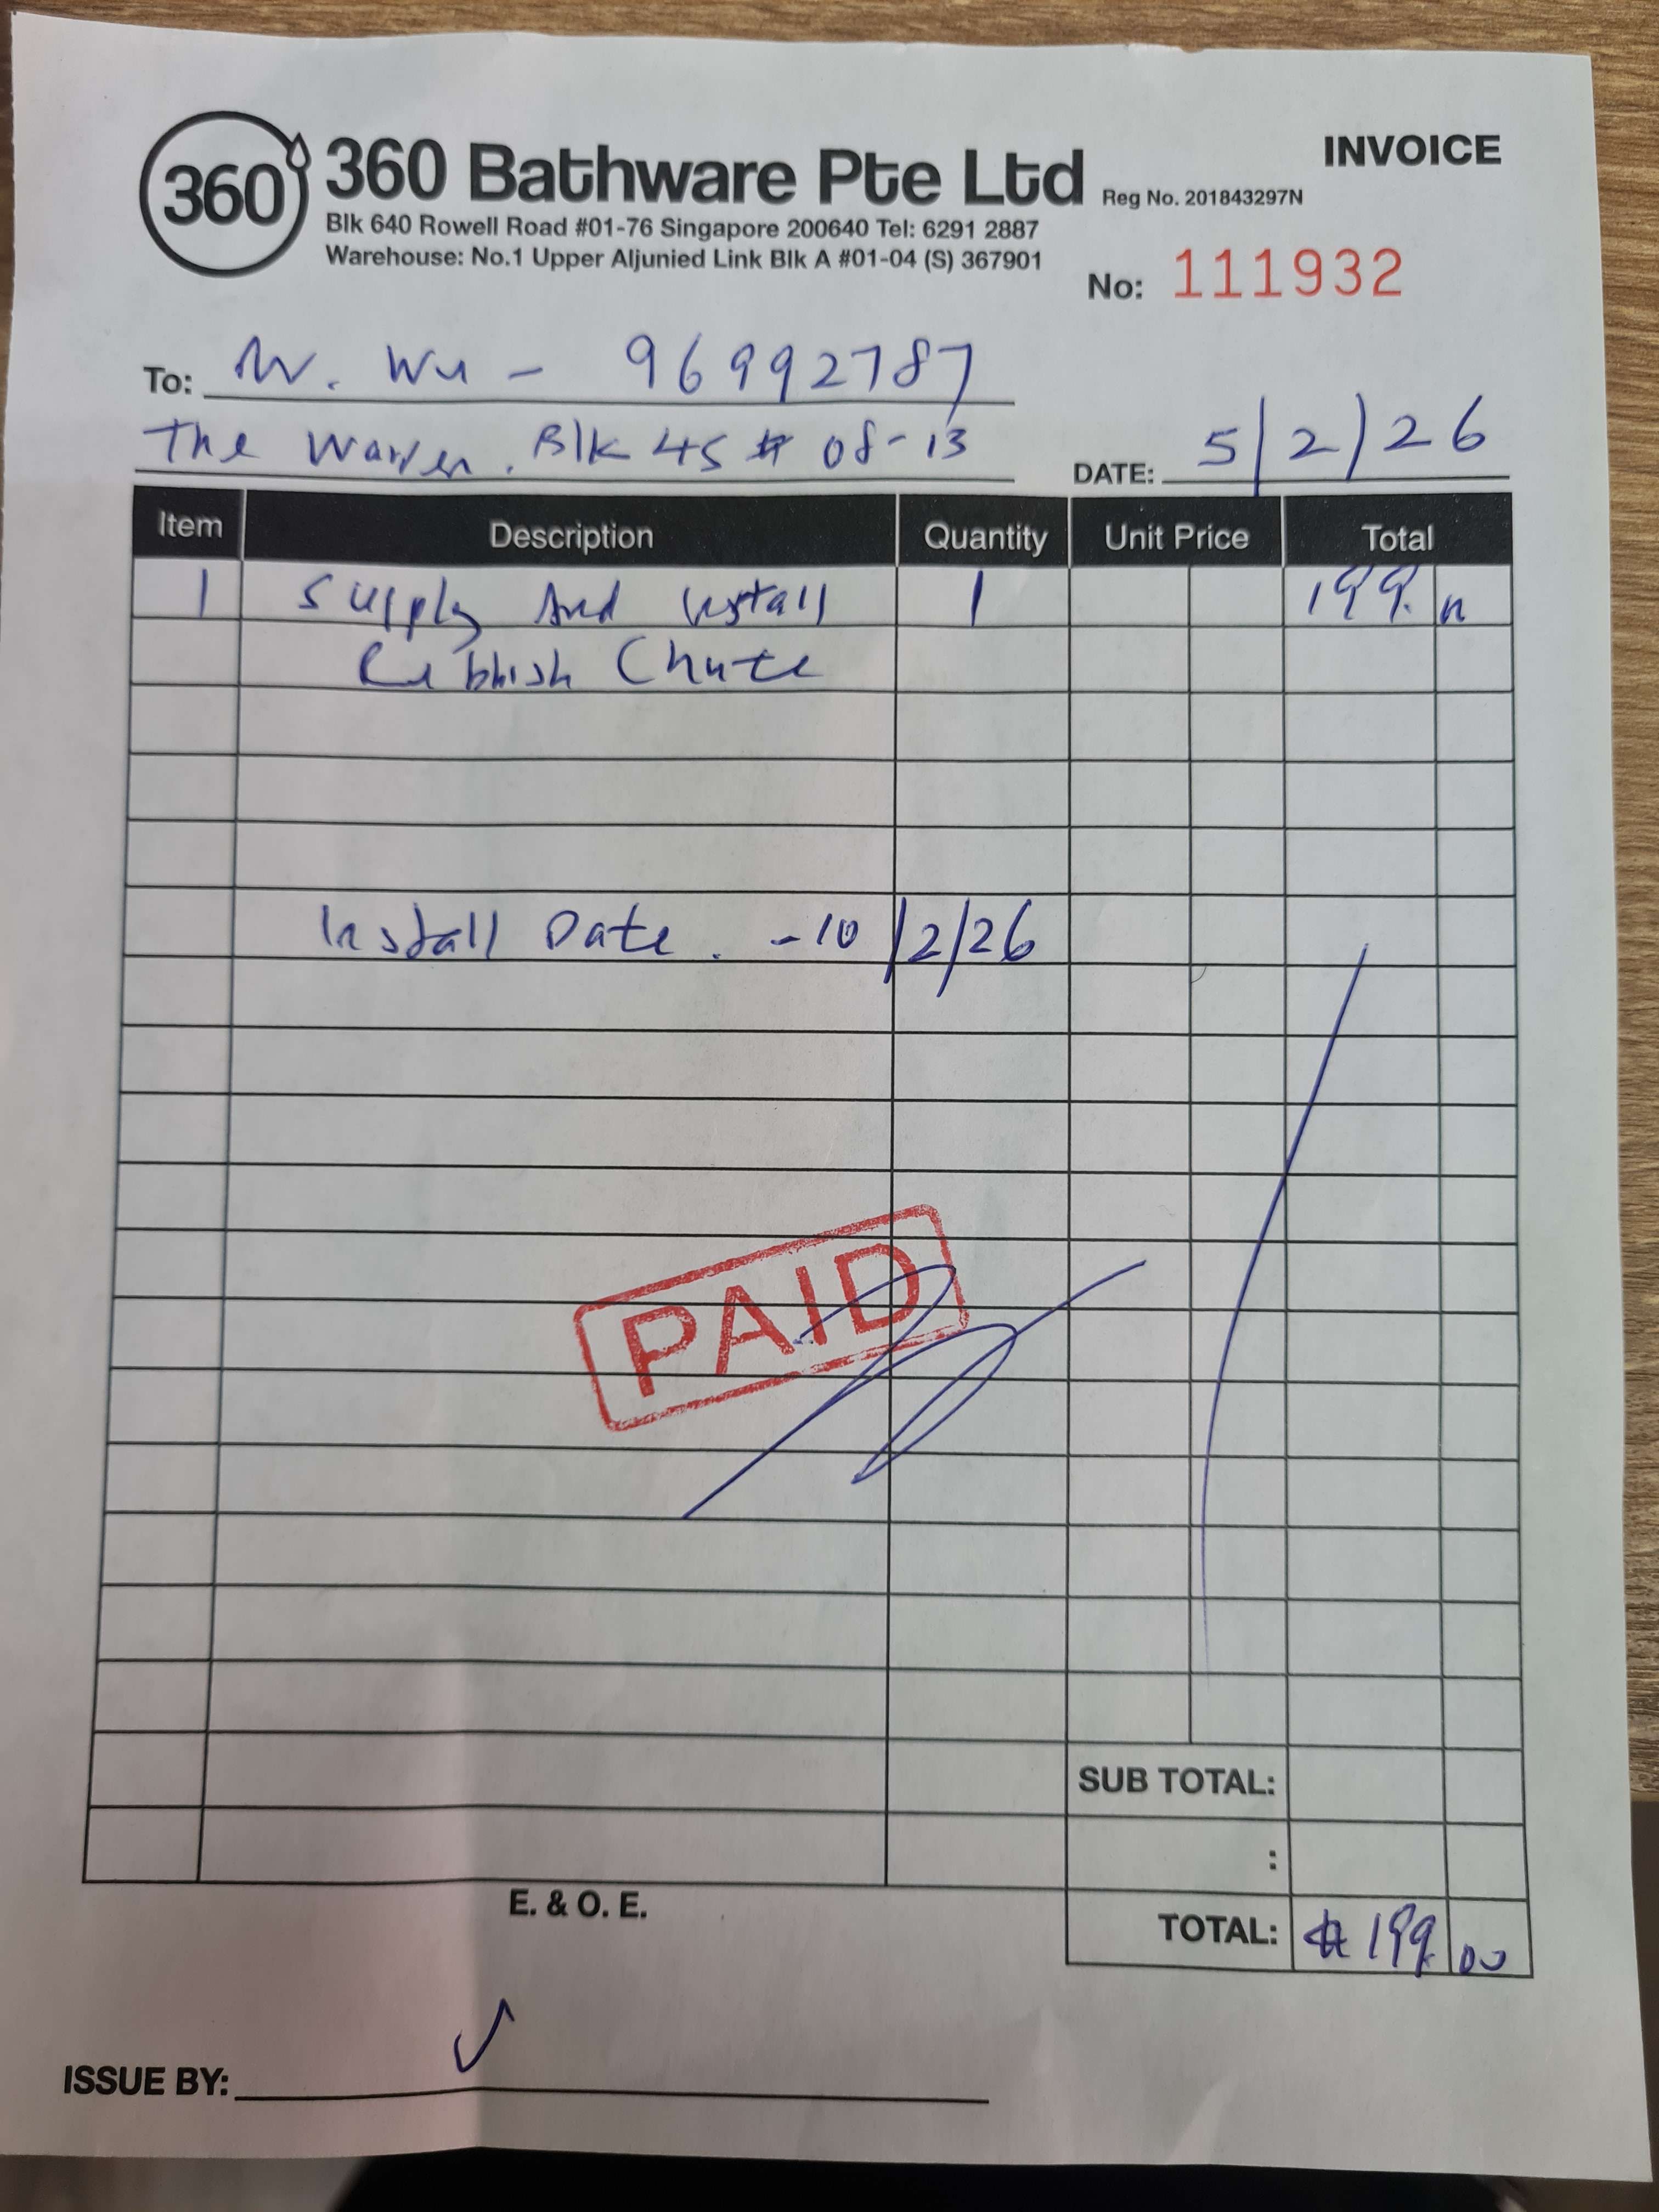 360
360 Bathware Pte Ltd
Reg No. 201843297N
INVOICE
Blk 640 Rowell Road #01-76 Singapore 200640 Tel: 6291 2887
Warehouse: No.1 Upper Aljunied Link Blk A #01-04 (S) 367901
No: 111932
To: Mr. Wu - 96992787
The Warren. Blk 45 # 08-13
DATE: 5/2/26
Item Description Quantity Unit Price Total
1 Supply And Install 1 199.
Rubbish Chute
Install Date. - 10/2/26
PAID
SUB TOTAL:
:
E. & O. E.
TOTAL: $199 00
ISSUE BY: